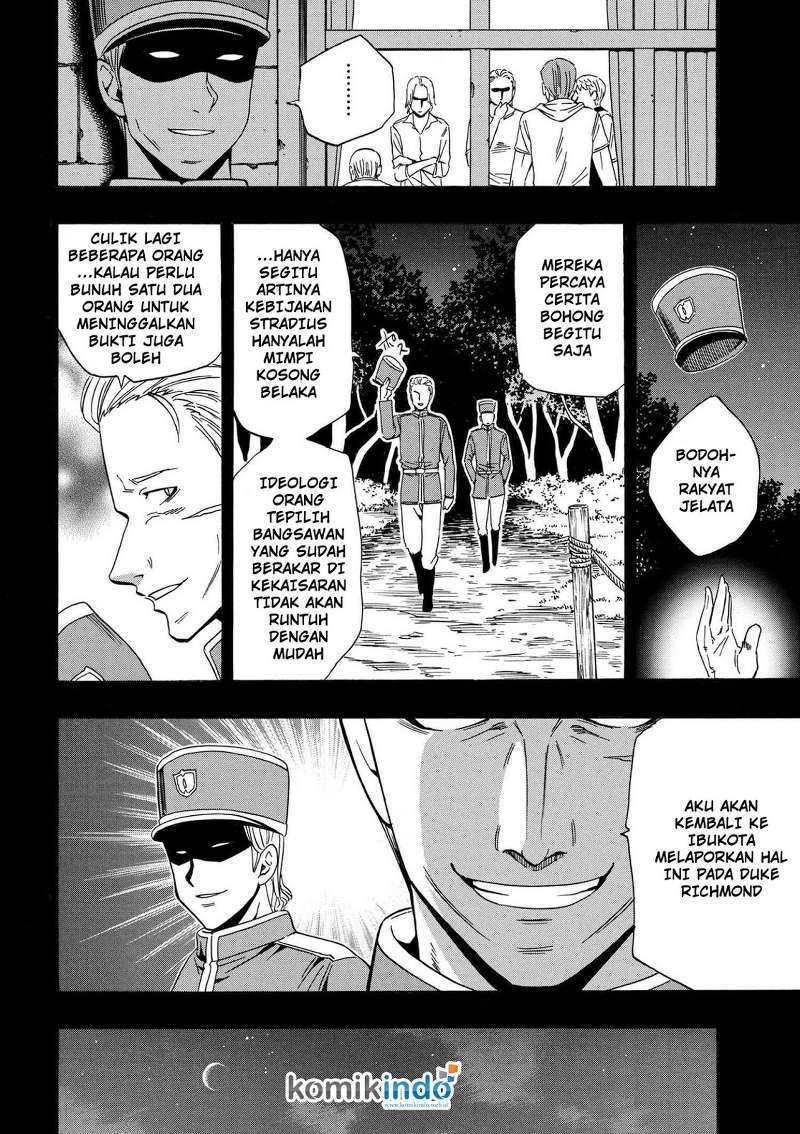 .........
BODOH-
NYA
RAKYAT
JELATA
MEREKA
PERCAYA
CERITA
BOHONG
BEGITU
SAJA
...HANYA
SEGITU
ARTINYA
KEBIJAKAN
STRADIUS
HANYALAH
MIMPI
KOSONG
BELAKA
IDEOLOGI
ORANG
TEPILIH
BANGSAWAN
YANG SUDAH
BERAKAR DI
KEKAISARAN
TIDAK AKAN
RUNTUH
DENGAN
MUDAH
CULIK LAGI
BEBERAPA ORANG
...KALAU PERLU
BUNUH SATU DUA
ORANG UNTUK
MENINGGALKAN
BUKTI JUGA
BOLEH
AKU AKAN
KEMBALI KE
IBUKOTA
MELAPORKAN HAL
INI PADA DUKE
RICHMOND
komikindo